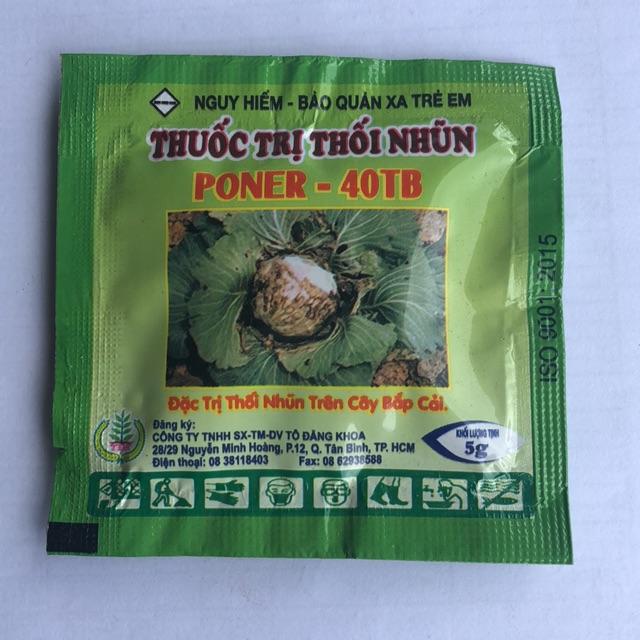 NGUY HIỂM - BẢO QUẢN XA TRẺ EM
THUỐC TRỊ THỐI NHŨN
PONER - 40TB
Đặc Trị Thối Nhũn Trên Cây Bắp Cải.
Đăng ký:
CÔNG TY TNHH SX-TM-DV TÔ ĐĂNG KHOA
28/29 Nguyễn Minh Hoàng, P.12, Q. Tân Bình, TP. HCM
Điện thoại: 08 38118403 Fax: 08 62938588
KHỐI LƯỢNG TỊNH
5g
ISO 9001: 2015